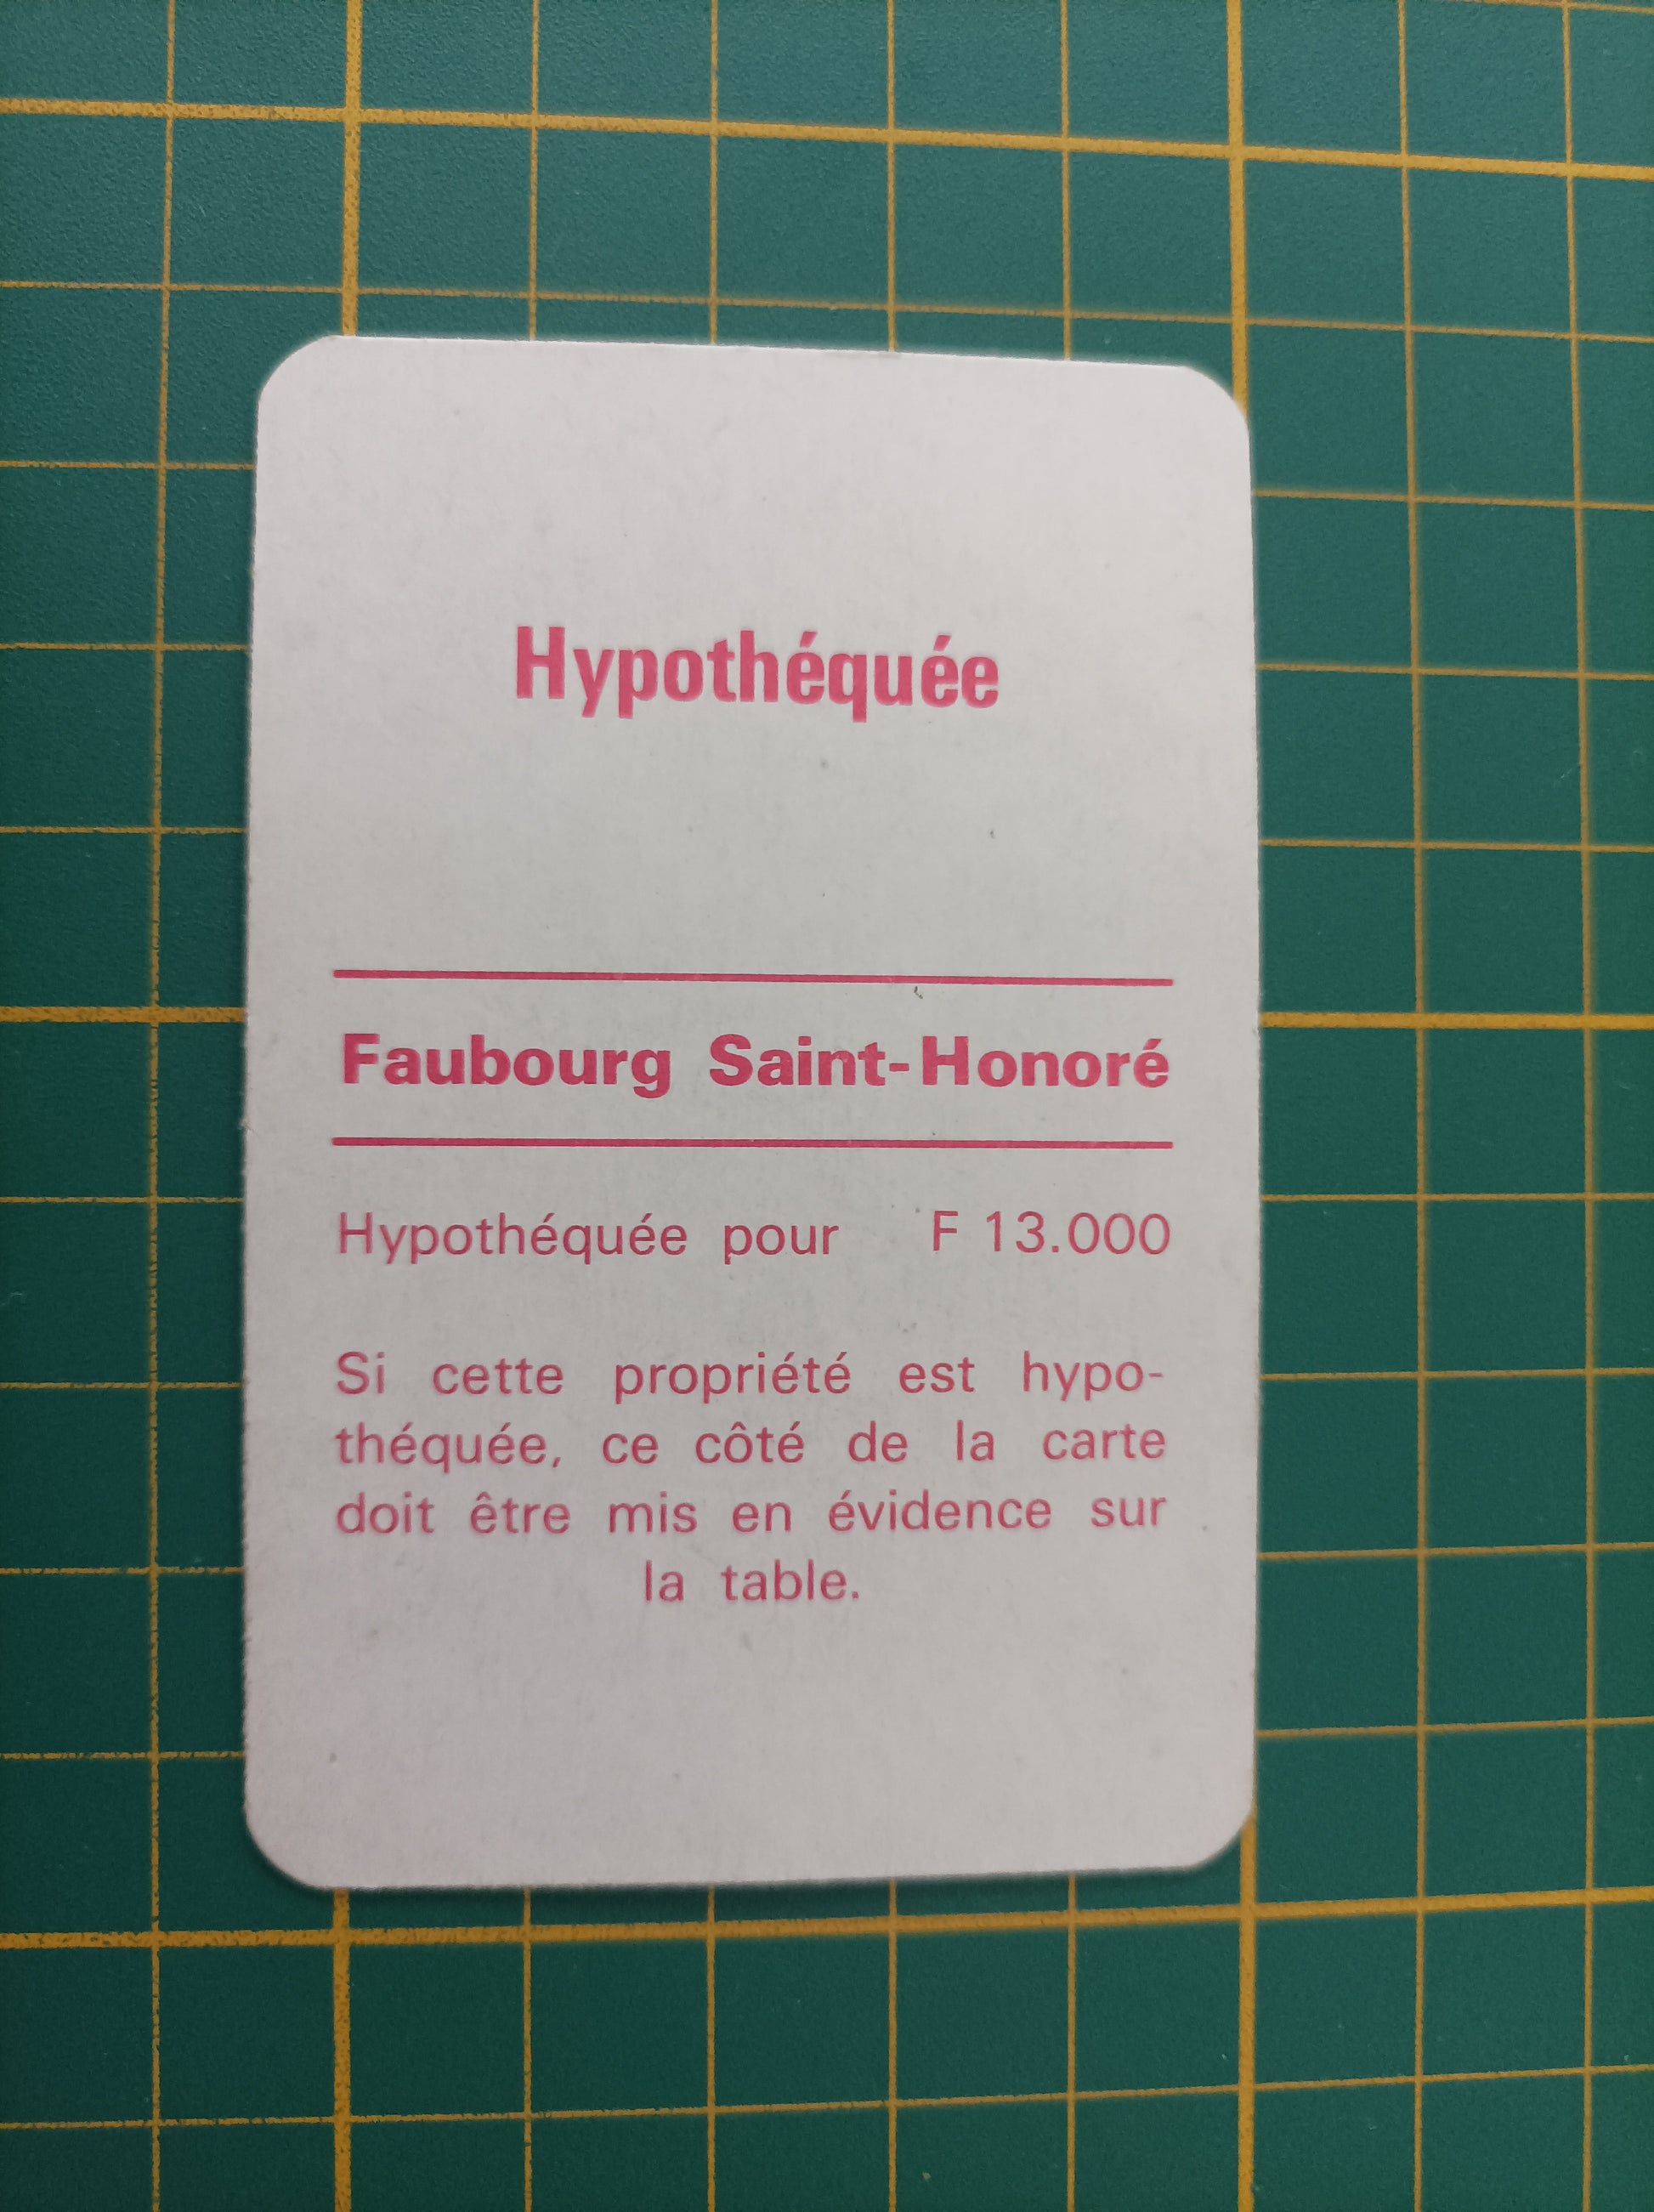 Hypothéquée
Faubourg Saint-Honoré
Hypothéquée pour F 13.000
Si cette propriété est hypo-
théquée, ce côté de la carte
doit être mis en évidence sur
la table.